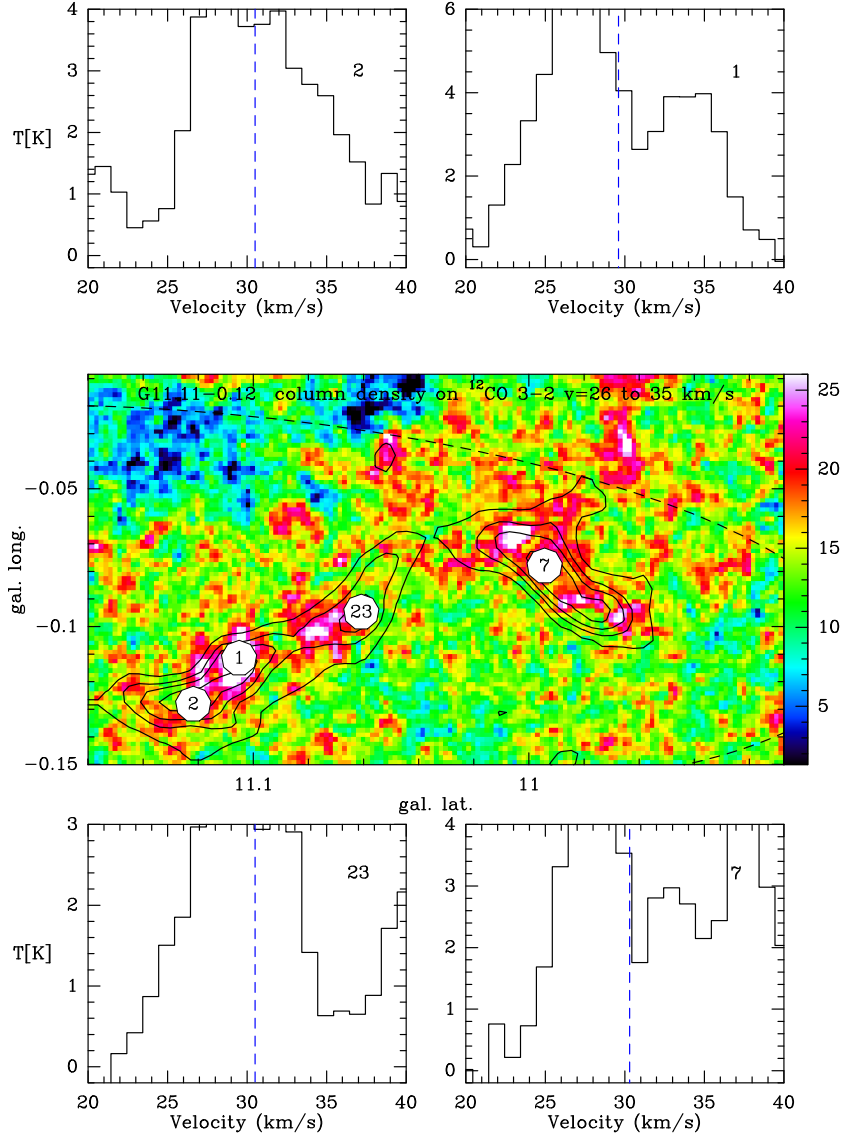 4
3
2
1
0
T[K]
2
20 25 30 35 40
Velocity (km/s)
6
4
2
0
1
20 25 30 35 40
Velocity (km/s)
G11.11−0.12 column density on ¹²CO 3−2 v=26 to 35 km/s
gal. long.
−0.05
−0.1
−0.15
7
23
1
2
25
20
15
10
5
11.1 11
gal. lat.
3
2
1
0
T[K]
23
20 25 30 35 40
Velocity (km/s)
4
3
2
1
0
7
20 25 30 35 40
Velocity (km/s)